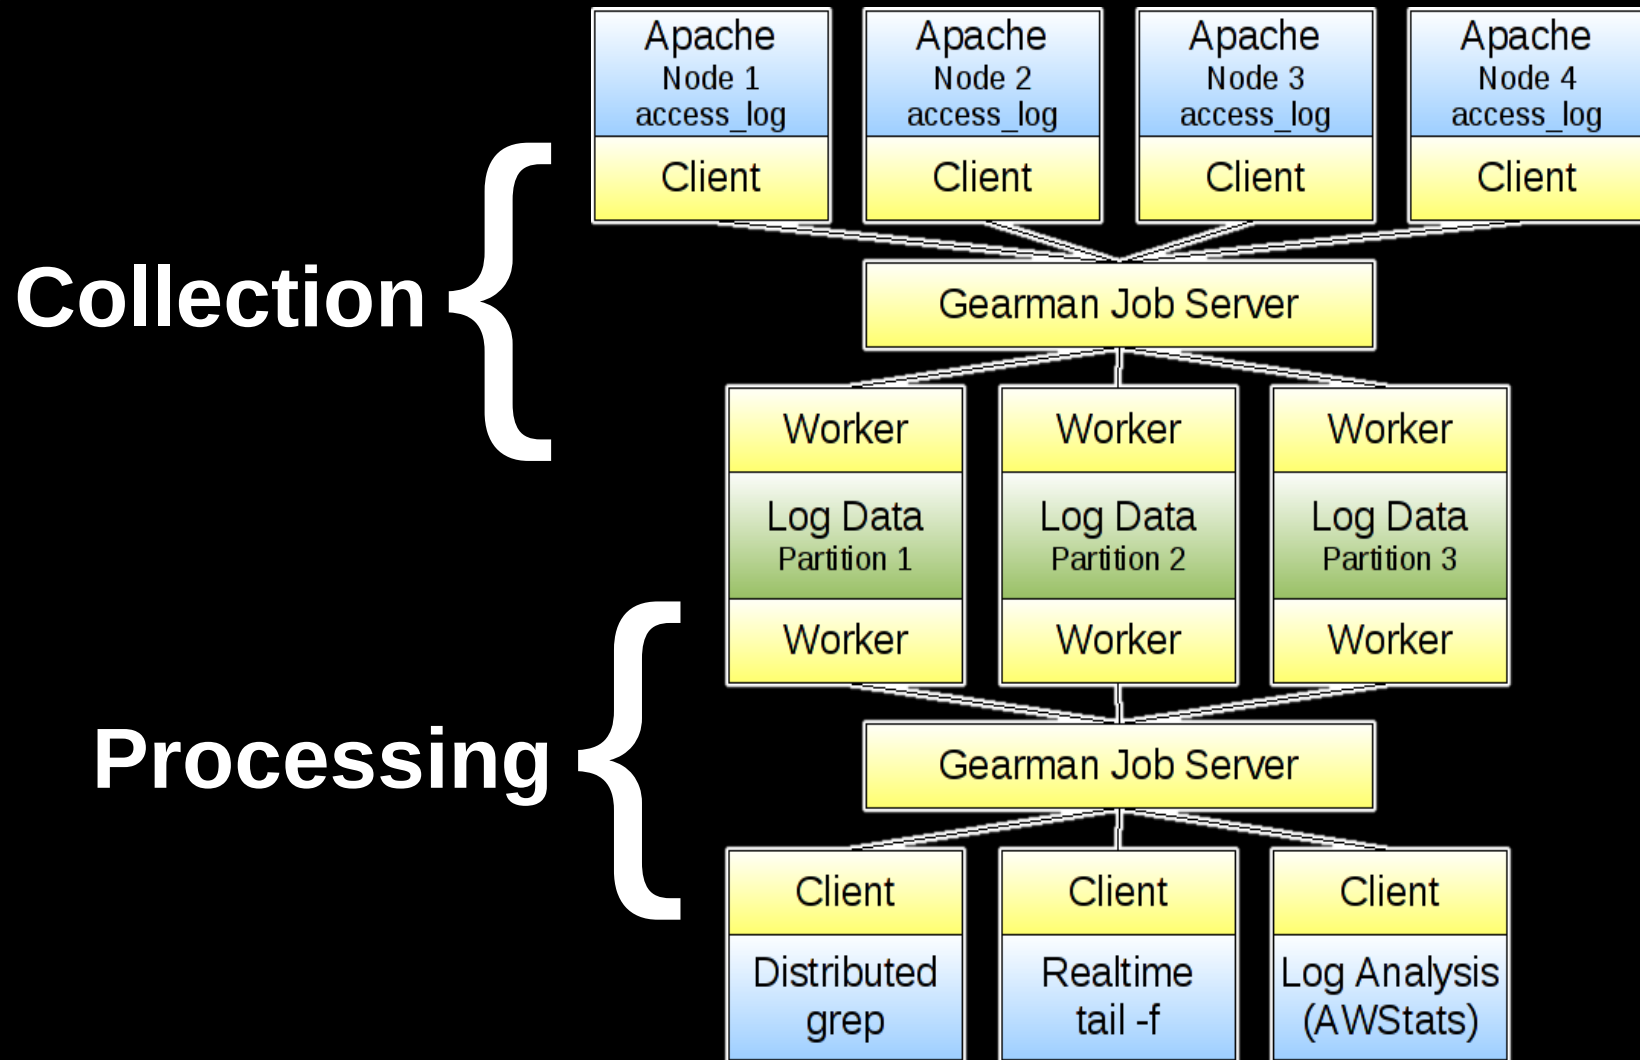 Apache
Node 1
access_log
Client
Apache
Node 2
access_log
Client
Apache
Node 3
access_log
Client
Apache
Node 4
access_log
Client
Collection
Gearman Job Server
Worker
Log Data
Partition 1
Worker
Worker
Log Data
Partition 2
Worker
Worker
Log Data
Partition 3
Worker
Processing
Gearman Job Server
Client
Distributed
grep
Client
Realtime
tail -f
Client
Log Analysis
(AWStats)